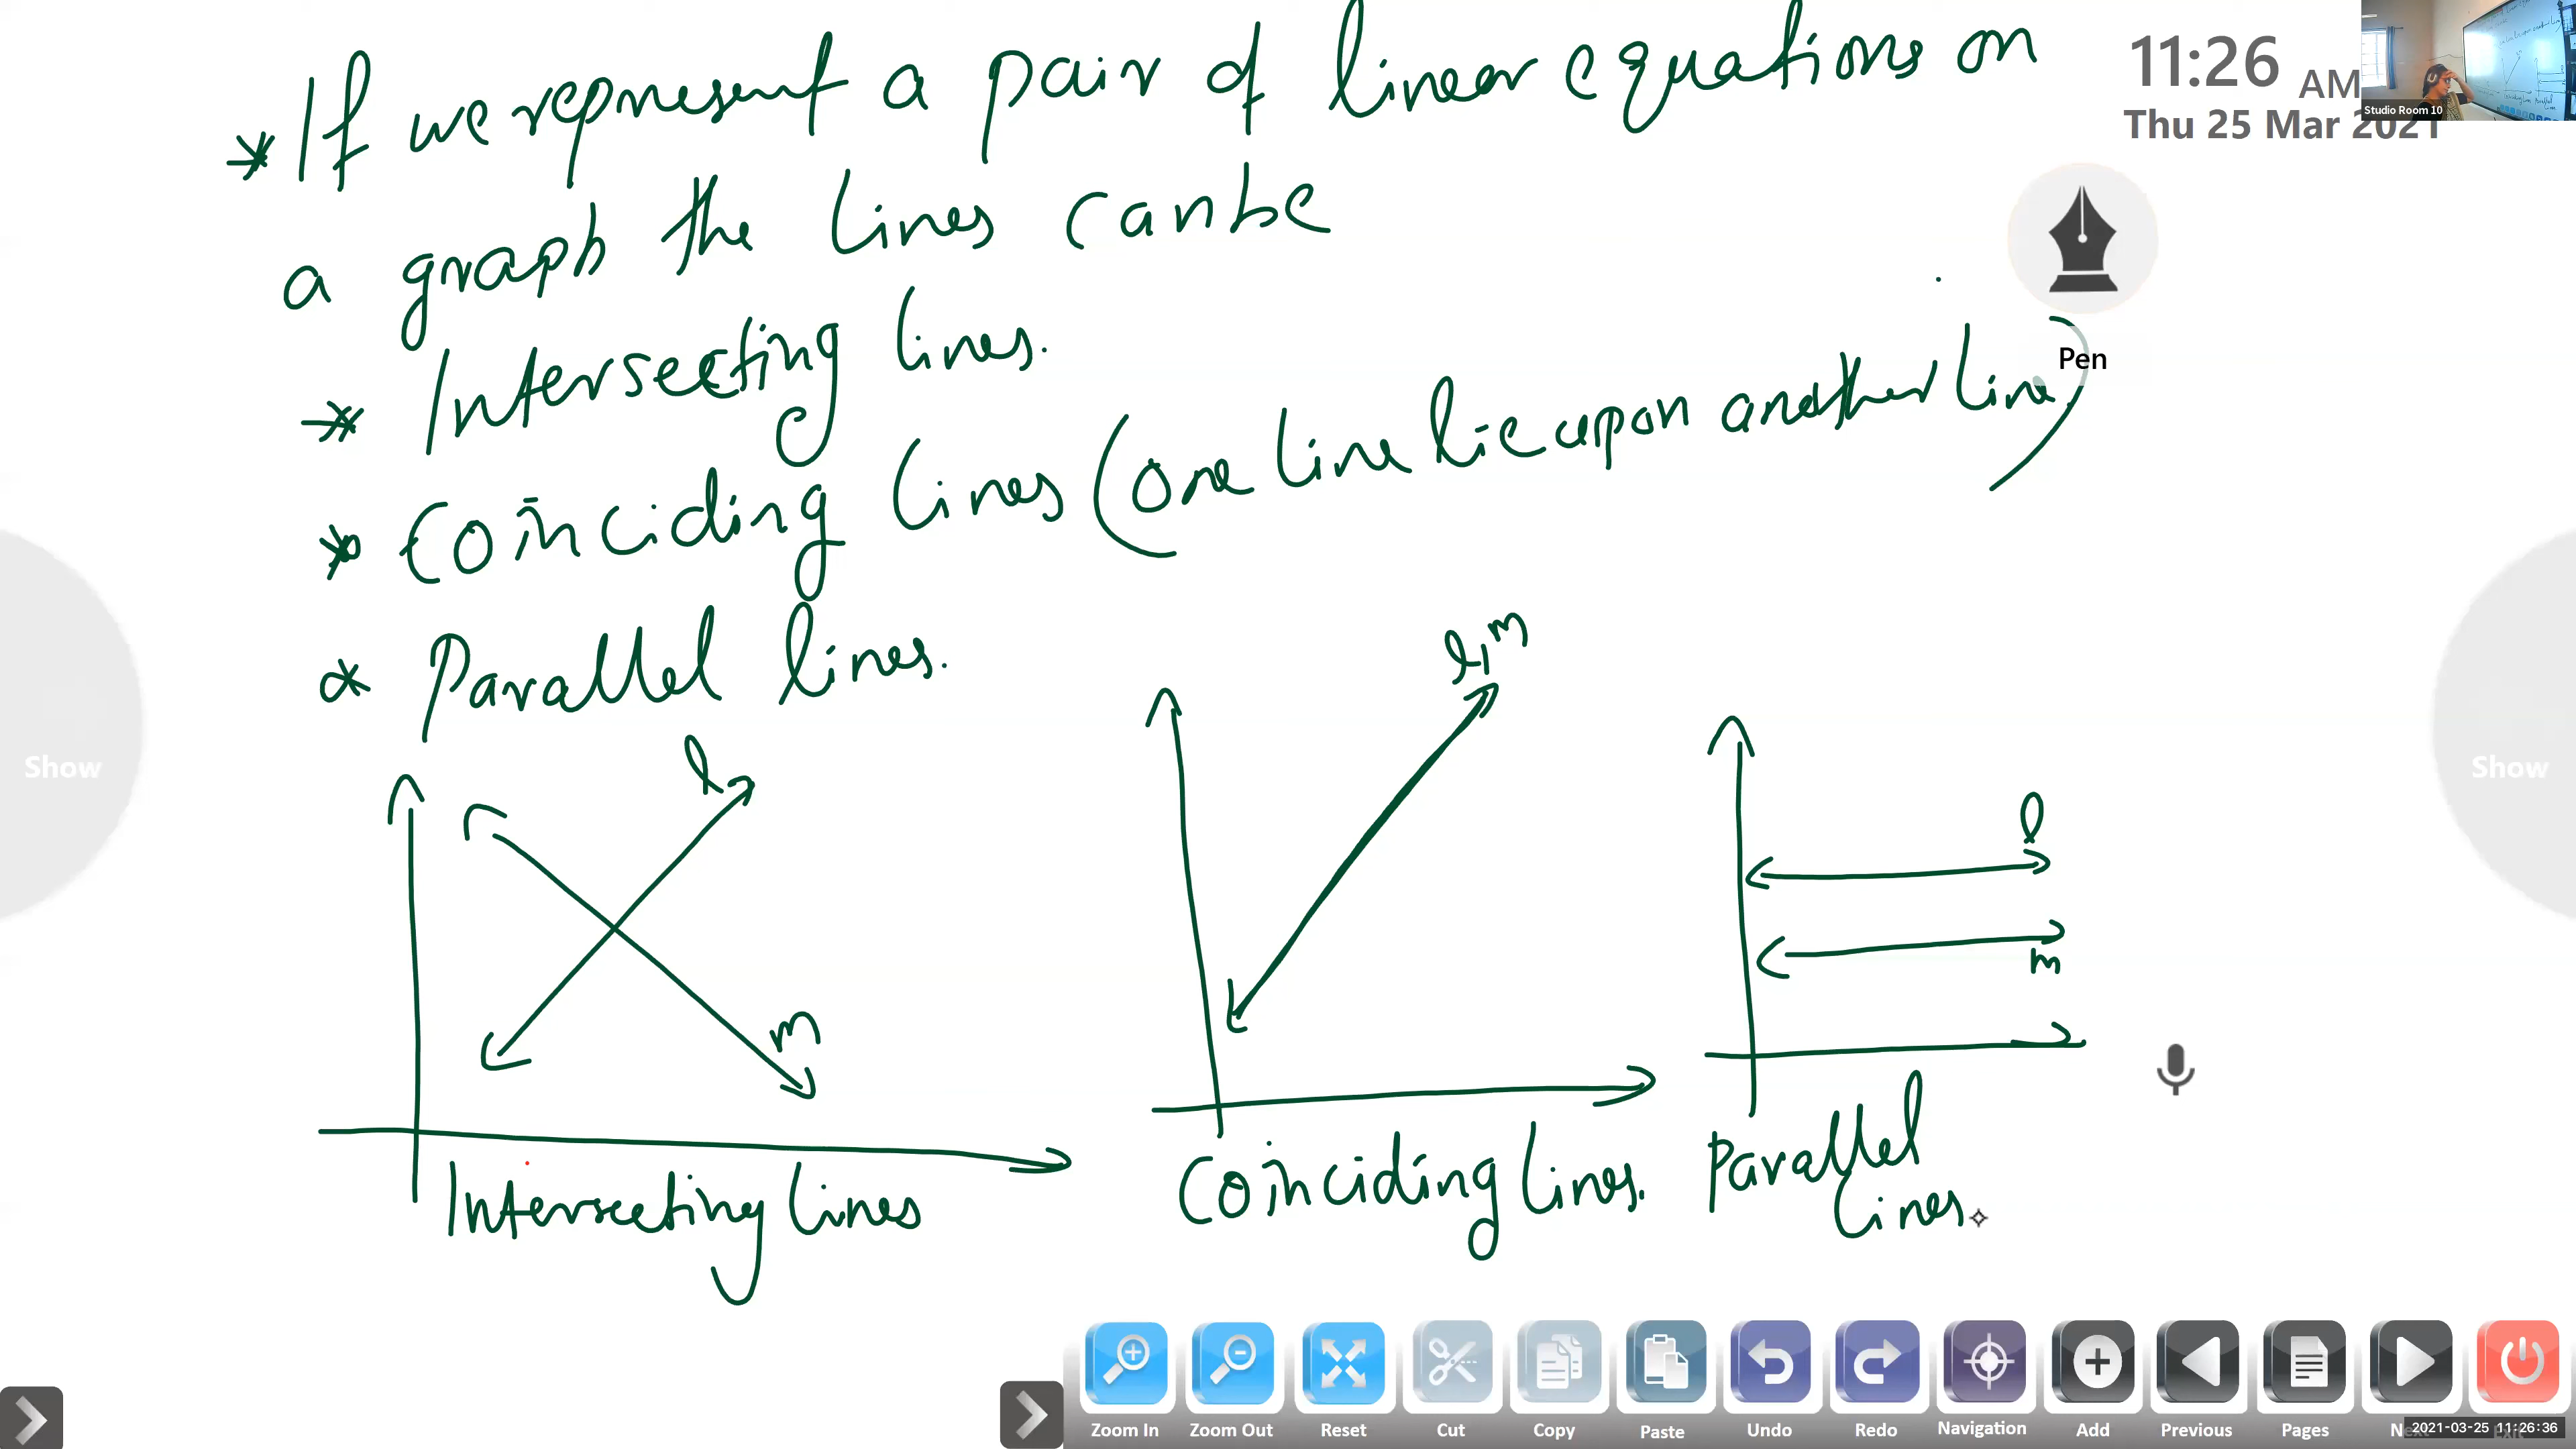 11:26 AM
Thu 25 Mar 2021
Studio Room 10
* If we represent a pair of linear equations on
a graph the lines can be
* Intersecting lines.
* Coinciding lines (one line lie upon another line)
* Parallel lines.
Pen
Show
Show
l
m
Intersecting lines
l, m
Coinciding lines.
l
m
Parallel
lines.
Zoom In Zoom Out Reset Cut Copy Paste Undo Redo Navigation Add Previous Pages
2021-03-25 11:26:36